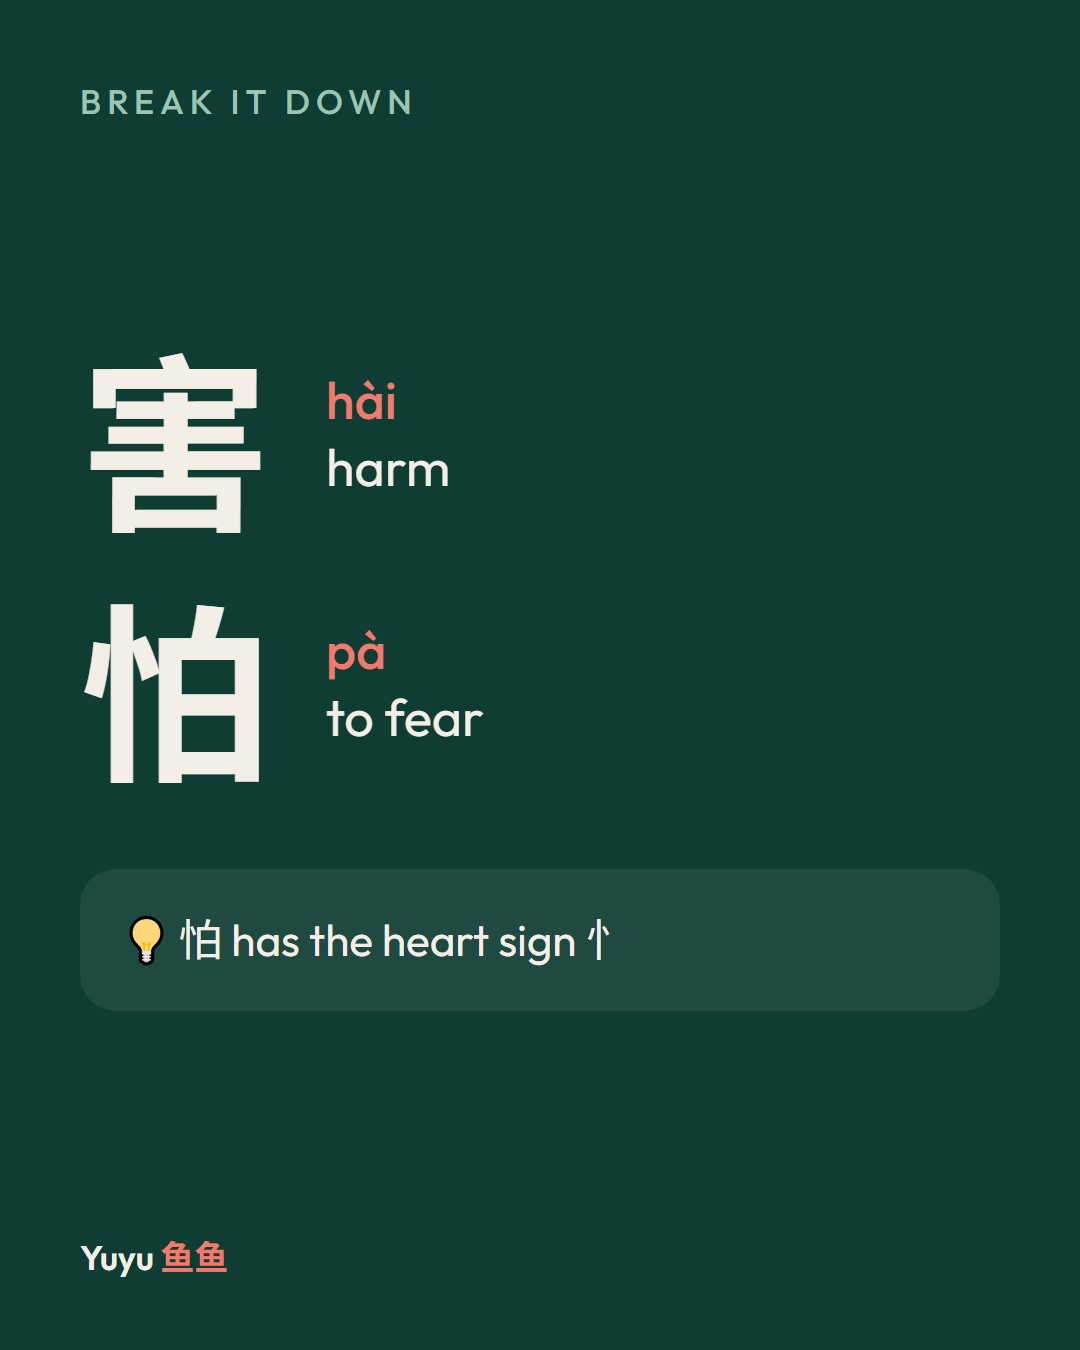 BREAK IT DOWN
害
hài
harm
怕
pà
to fear
💡 怕 has the heart sign 忄
Yuyu 鱼鱼